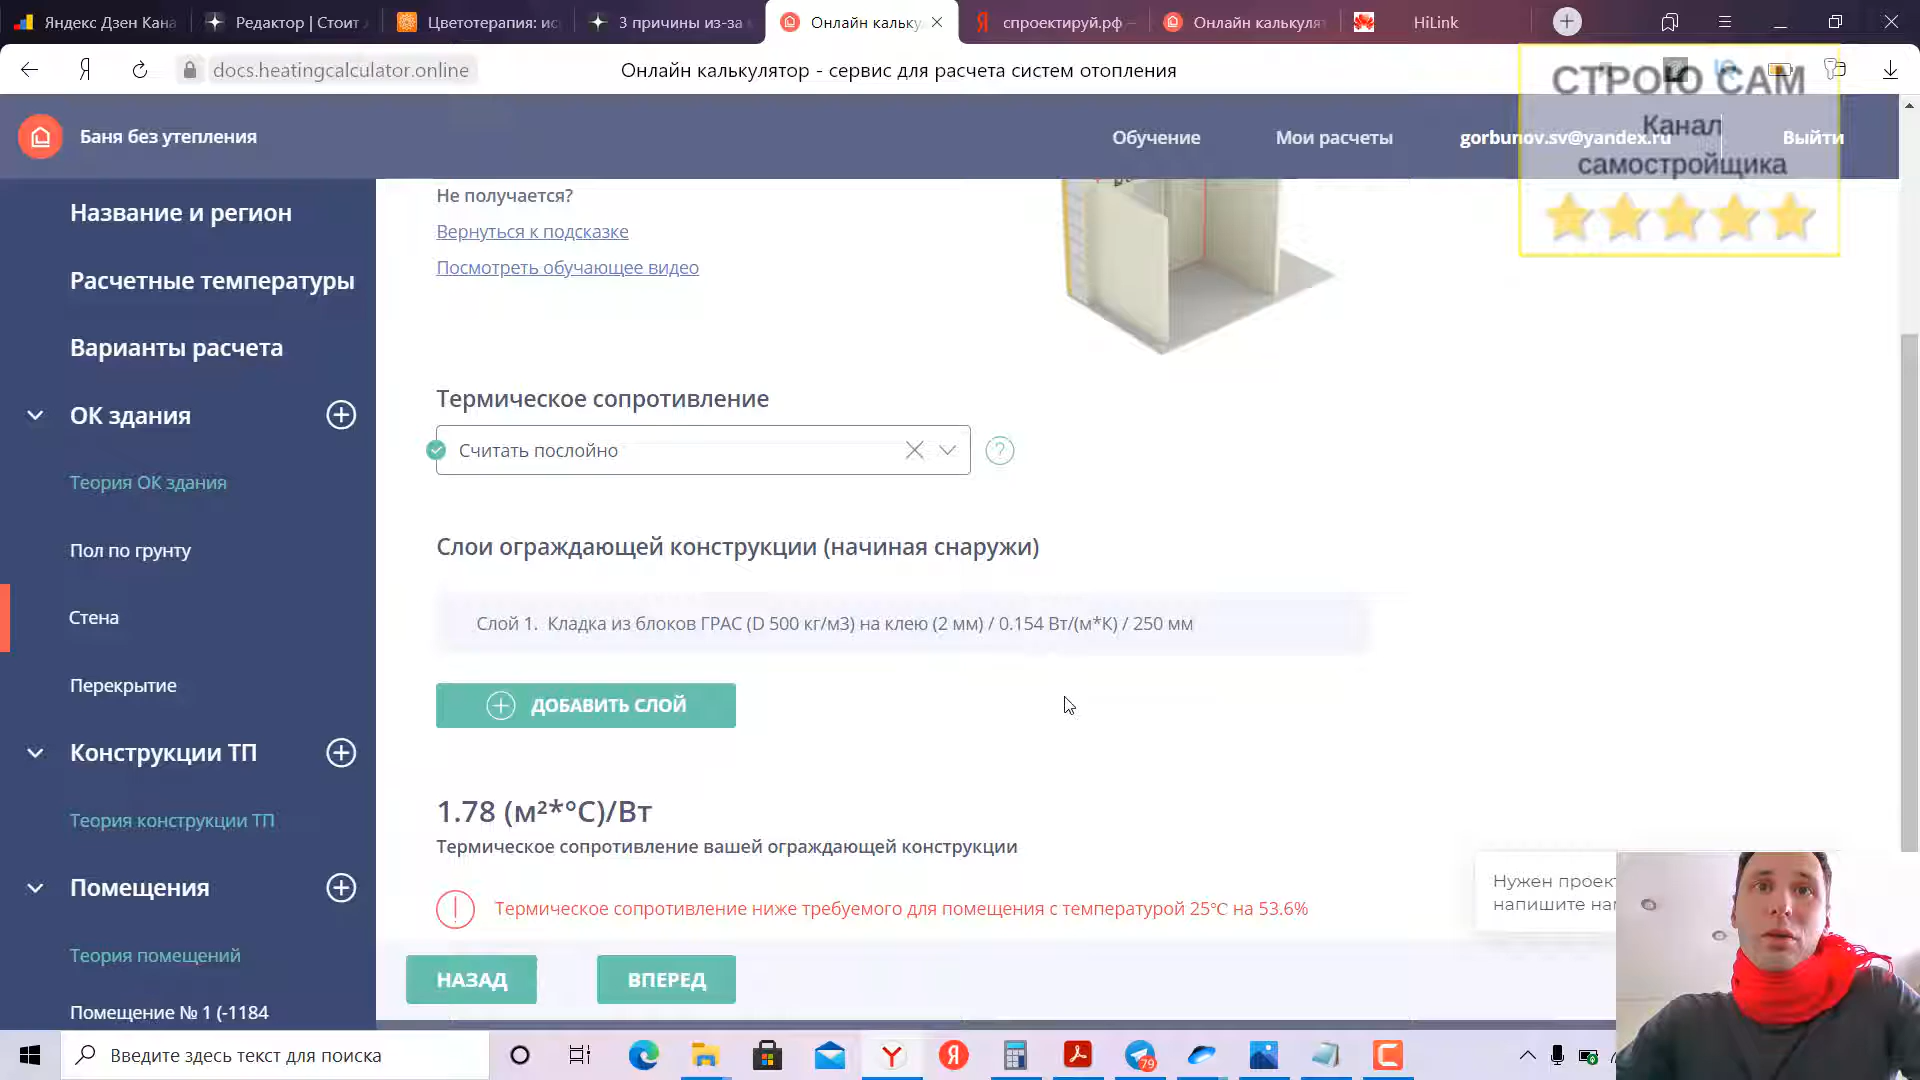 Яндекс Дзен Кана
Редактор | Стоит
Цветотерапия: ис
3 причины из-за
Онлайн кальку
спроектируй.рф –
Онлайн калькуля
HiLink
docs.heatingcalculator.online
Онлайн калькулятор - сервис для расчета систем отопления
СТРОЮ САМ
Канал
самостройщика
Баня без утепления
Обучение
Мои расчеты
gorbunov.sv@yandex.ru
Выйти
Название и регион
Расчетные температуры
Варианты расчета
ОК здания
Теория ОК здания
Пол по грунту
Стена
Перекрытие
Конструкции ТП
Теория конструкции ТП
Помещения
Теория помещений
Помещение № 1 (-1184
Не получается?
Вернуться к подсказке
Посмотреть обучающее видео
Термическое сопротивление
Считать послойно
?
Слои ограждающей конструкции (начиная снаружи)
Слой 1. Кладка из блоков ГРАС (D 500 кг/м3) на клею (2 мм) / 0.154 Вт/(м*К) / 250 мм
ДОБАВИТЬ СЛОЙ
1.78 (м²*°С)/Вт
Термическое сопротивление вашей ограждающей конструкции
Термическое сопротивление ниже требуемого для помещения с температурой 25℃ на 53.6%
НАЗАД
ВПЕРЕД
Нужен проек
напишите на
Введите здесь текст для поиска
79